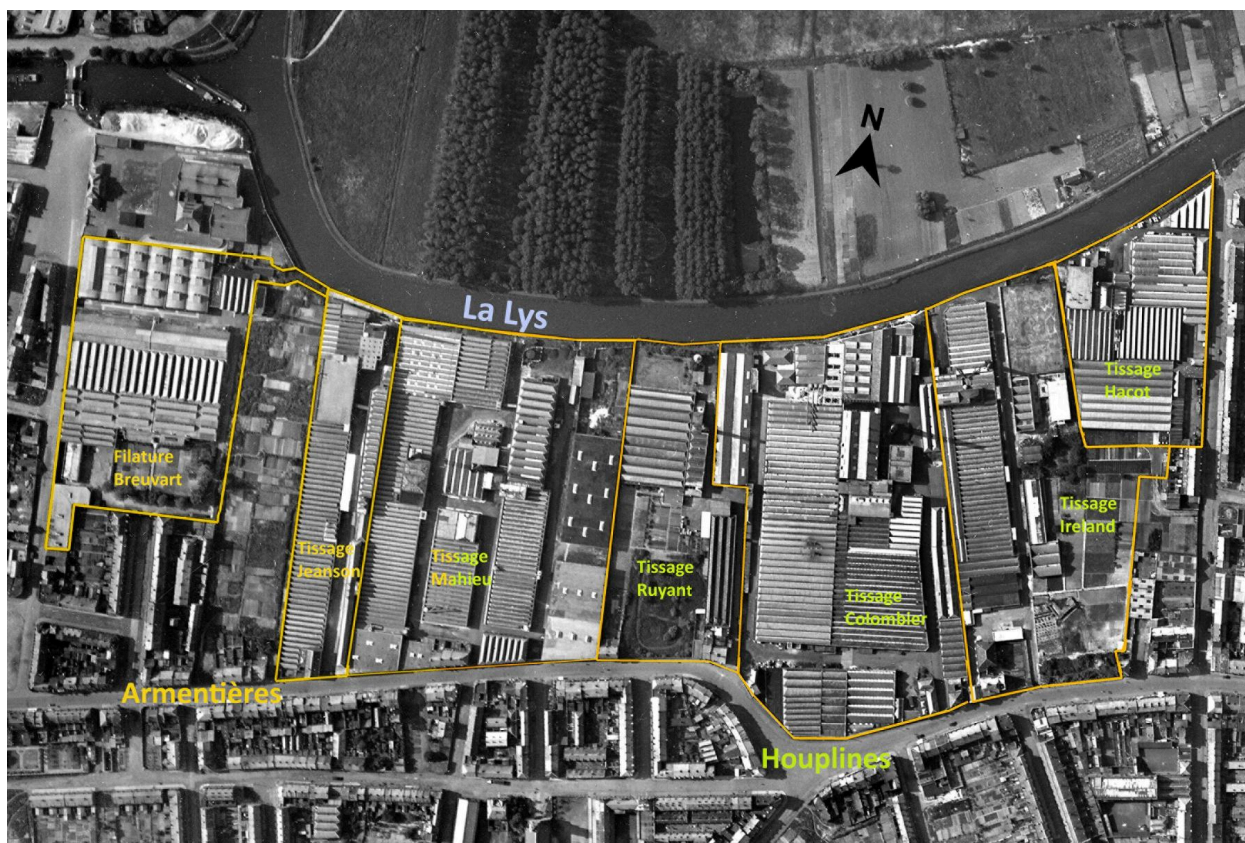 N
La Lys
Tissage
Hacot
Filature
Breuvart
Tissage
Jeanson
Tissage
Mahieu
Tissage
Ruyant
Tissage
Colombier
Tissage
Ireland
Armentières
Houplines